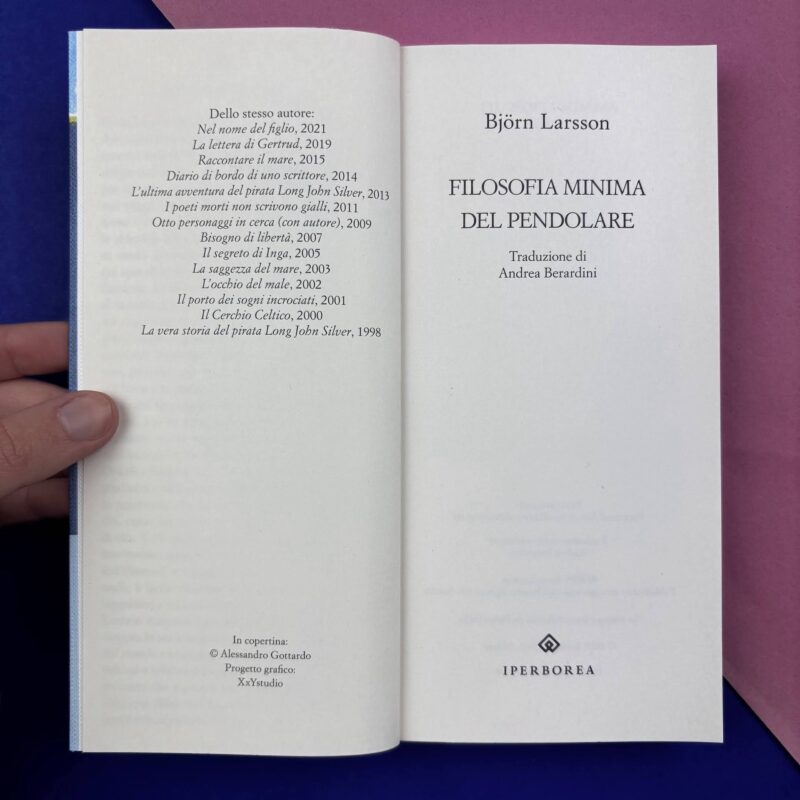 Dello stesso autore:
Nel nome del figlio, 2021
La lettera di Gertrud, 2019
Raccontare il mare, 2015
Diario di bordo di uno scrittore, 2014
L'ultima avventura del pirata Long John Silver, 2013
I poeti morti non scrivono gialli, 2011
Otto personaggi in cerca (con autore), 2009
Bisogno di libertà, 2007
Il segreto di Inga, 2005
La saggezza del mare, 2003
L'occhio del male, 2002
Il porto dei sogni incrociati, 2001
Il Cerchio Celtico, 2000
La vera storia del pirata Long John Silver, 1998
In copertina:
© Alessandro Gottardo
Progetto grafico:
XxYstudio
Björn Larsson
FILOSOFIA MINIMA
DEL PENDOLARE
Traduzione di
Andrea Berardini
IPERBOREA